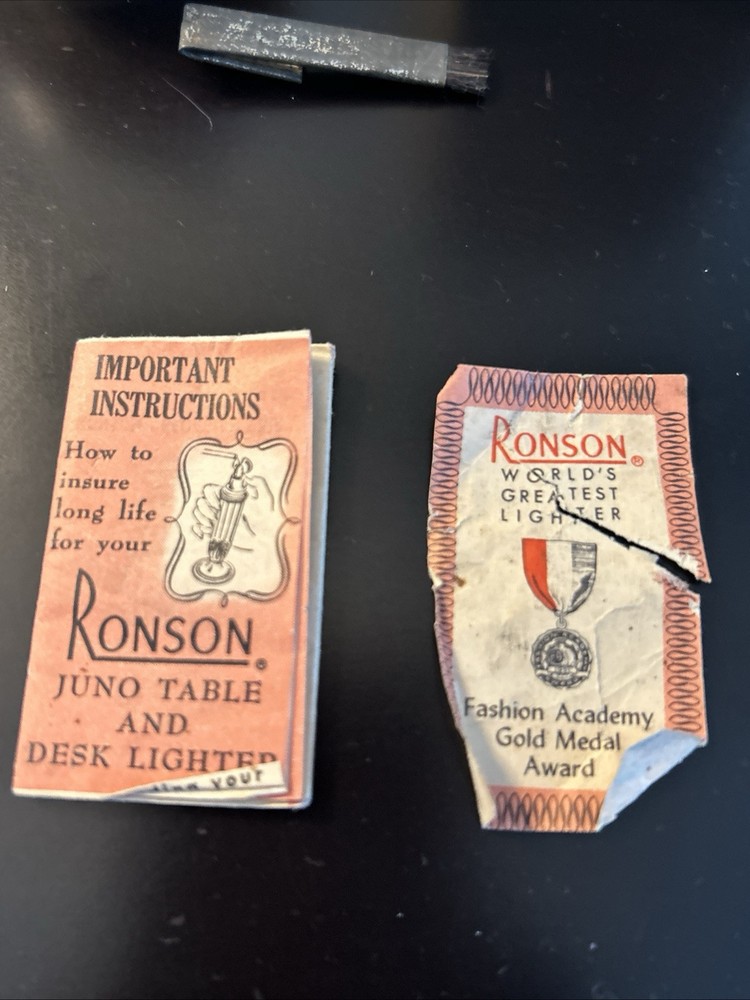 IMPORTANT
INSTRUCTIONS
How to
insure
long life
for your
RONSON®
JUNO TABLE
AND
DESK LIGHTER
your
RONSON®
WORLD'S
GREATEST
LIGHTER
Fashion Academy
Gold Medal
Award